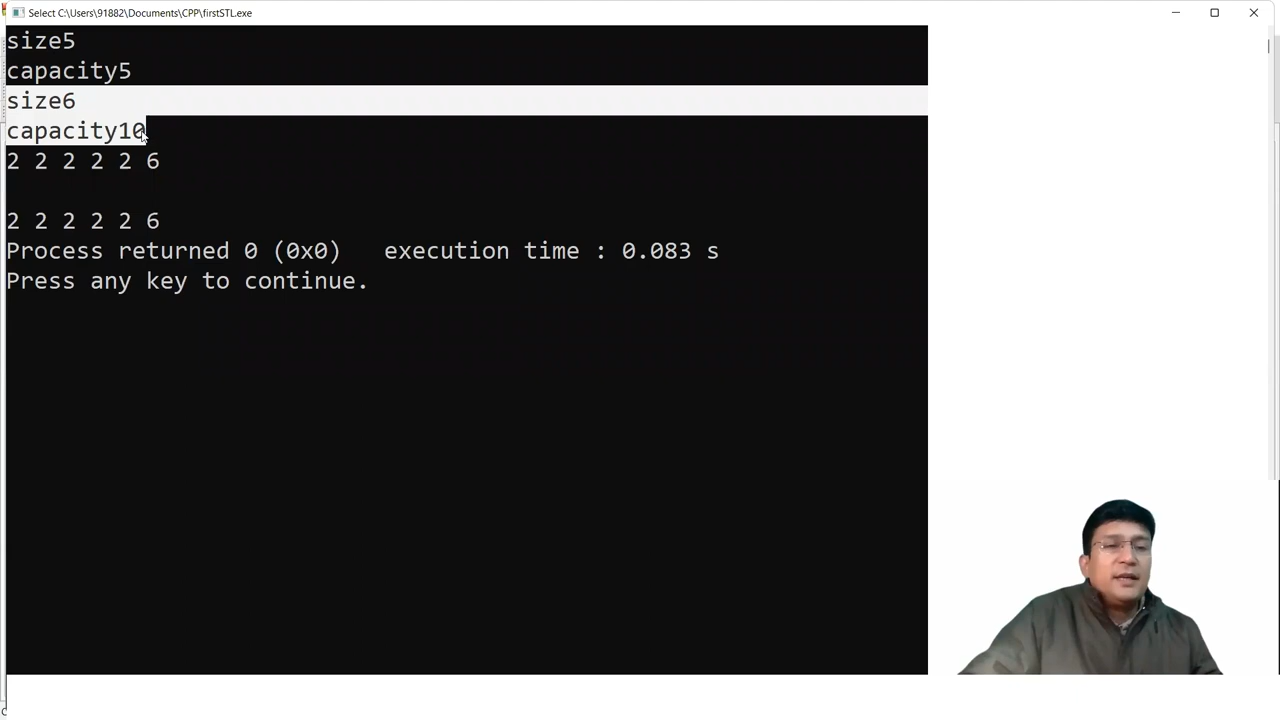 Select C:\Users\91882\Documents\CPP\firstSTL.exe
size5
capacity5
size6
capacity10
2 2 2 2 2 6
2 2 2 2 2 6
Process returned 0 (0x0)   execution time : 0.083 s
Press any key to continue.